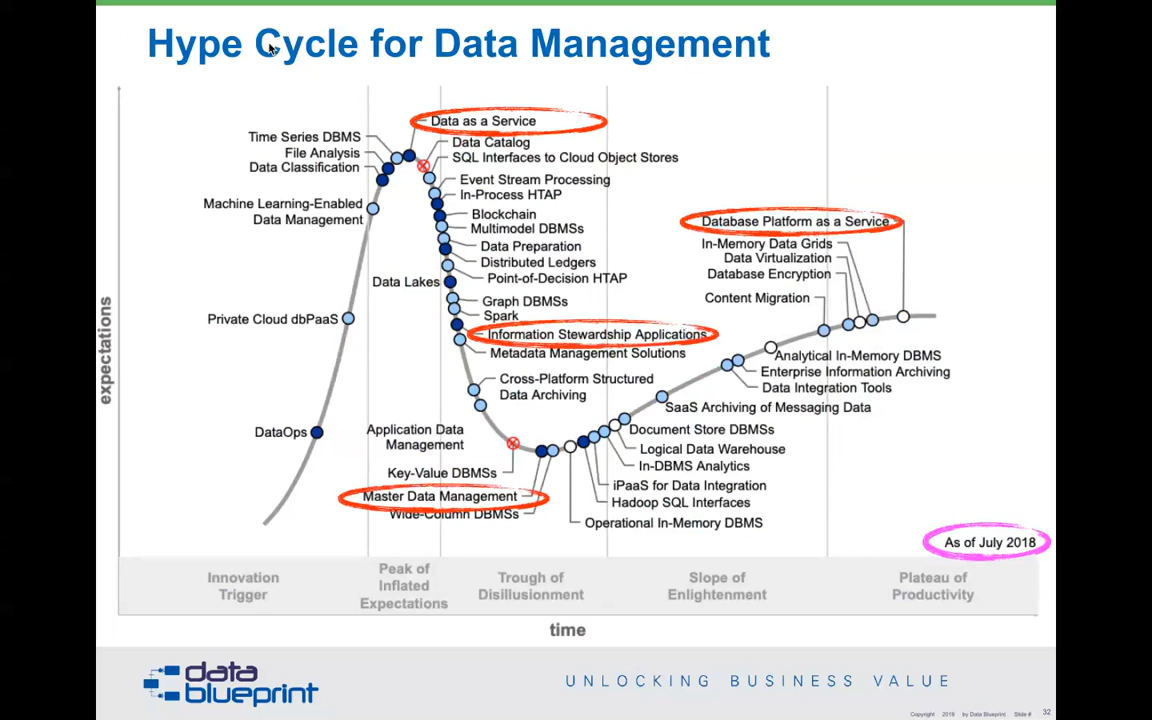 Hype Cycle for Data Management
Data as a Service
Time Series DBMS
Data Catalog
File Analysis
SQL Interfaces to Cloud Object Stores
Data Classification
Event Stream Processing
In-Process HTAP
Machine Learning-Enabled
Data Management
Blockchain
Multimodel DBMSs
Data Preparation
Distributed Ledgers
Point-of-Decision HTAP
Data Lakes
Graph DBMSs
Spark
Private Cloud dbPaaS
Information Stewardship Applications
Metadata Management Solutions
Cross-Platform Structured
Data Archiving
DataOps
Application Data
Management
Key-Value DBMSs
Master Data Management
Wide-Column DBMSs
Database Platform as a Service
In-Memory Data Grids
Data Virtualization
Database Encryption
Content Migration
Analytical In-Memory DBMS
Enterprise Information Archiving
Data Integration Tools
SaaS Archiving of Messaging Data
Document Store DBMSs
Logical Data Warehouse
In-DBMS Analytics
iPaaS for Data Integration
Hadoop SQL Interfaces
Operational In-Memory DBMS
As of July 2018
expectations
Innovation
Trigger
Peak of
Inflated
Expectations
Trough of
Disillusionment
Slope of
Enlightenment
Plateau of
Productivity
time
data
blueprint
UNLOCKING BUSINESS VALUE
Copyright 2019 by Data Blueprint Slide # 32